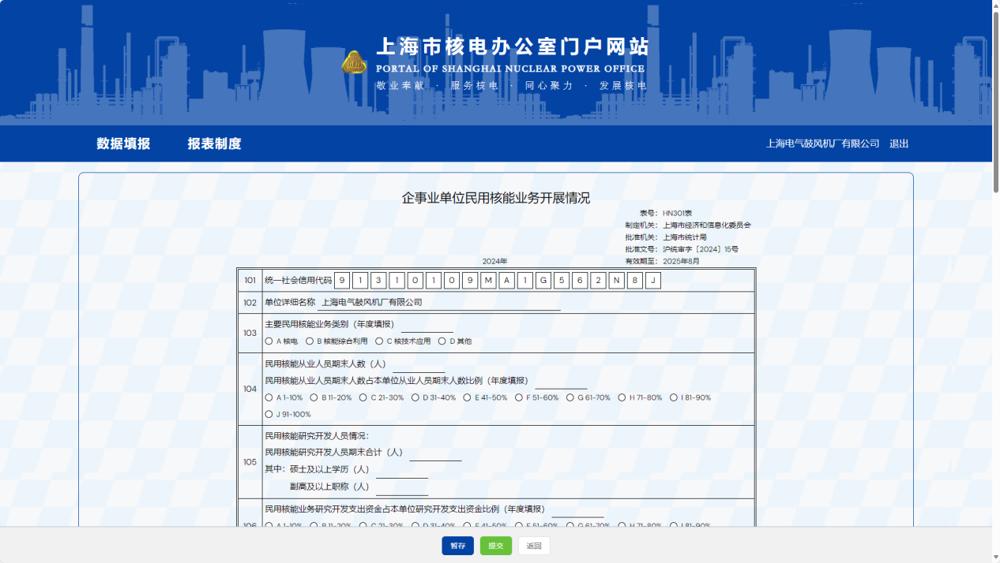 上海市核电办公室门户网站
PORTAL OF SHANGHAI NUCLEAR POWER OFFICE
敬业奉献 · 服务核电 · 同心聚力 · 发展核电
数据填报 报表制度 上海电气鼓风机厂有限公司 退出
企事业单位民用核能业务开展情况
表号： HN301表
制定机关： 上海市经济和信息化委员会
批准机关： 上海市统计局
批准文号： 沪统审字〔2024〕15号
2024年 有效期至： 2025年8月
101 统一社会信用代码 9 1 3 1 0 1 0 9 M A 1 G 5 6 2 N 8 J
102 单位详细名称 上海电气鼓风机厂有限公司
103 主要民用核能业务类别（年度填报）
A 核电 B 核能综合利用 C 核技术应用 D 其他
104 民用核能从业人员期末人数（人）
民用核能从业人员期末人数占本单位从业人员期末人数比例（年度填报）
A 1-10% B 11-20% C 21-30% D 31-40% E 41-50% F 51-60% G 61-70% H 71-80% I 81-90%
J 91-100%
105 民用核能研究开发人员情况：
民用核能研究开发人员期末合计（人）
其中：硕士及以上学历（人）
副高及以上职称（人）
民用核能业务研究开发支出资金占本单位研究开发支出资金比例（年度填报）
106 A 1-10% B 11-20% C 21-30% D 31-40% E 41-50% F 51-60% G 61-70% H 71-80% I 81-90%
暂存 提交 返回